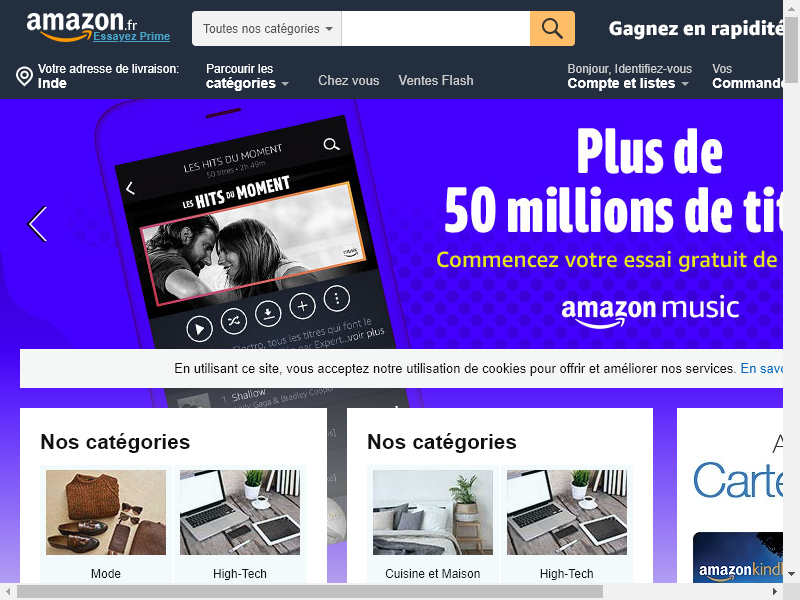 amazon.fr
Essayez Prime
Toutes nos catégories
Gagnez en rapidité
Votre adresse de livraison:
Inde
Parcourir les
catégories
Chez vous
Ventes Flash
Bonjour, Identifiez-vous
Compte et listes
Vos
Commande
LES HITS DU MOMENT
50 titres • 2h 49m
LES HITS DU MOMENT
amazon music
Electro, tous les titres qui font le
par Expert...voir plus
1 Shallow
Lady Gaga & Bradley Cooper
Plus de
50 millions de tit
Commencez votre essai gratuit de
amazon music
En utilisant ce site, vous acceptez notre utilisation de cookies pour offrir et améliorer nos services. En savo
Nos catégories
Mode
High-Tech
Nos catégories
Cuisine et Maison
High-Tech
A
Carte
amazonkindl